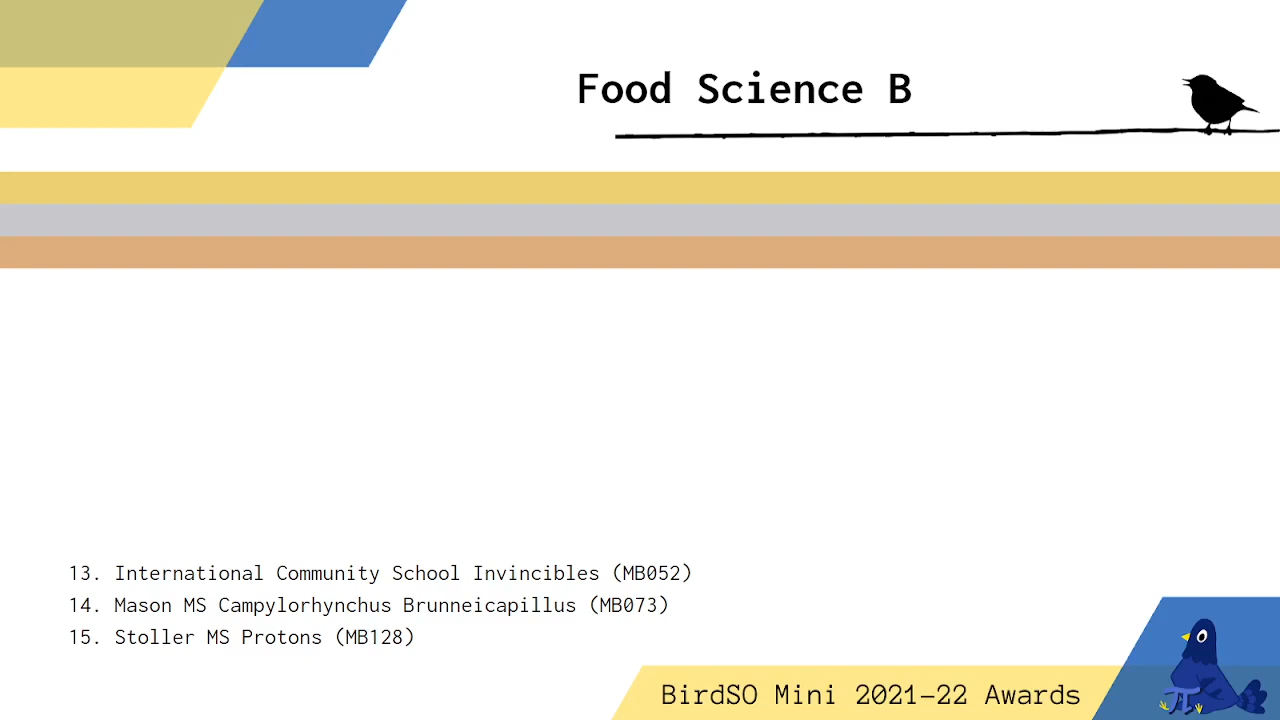 Food Science B
13. International Community School Invincibles (MB052)
14. Mason MS Campylorhynchus Brunneicapillus (MB073)
15. Stoller MS Protons (MB128)
BirdSO Mini 2021-22 Awards